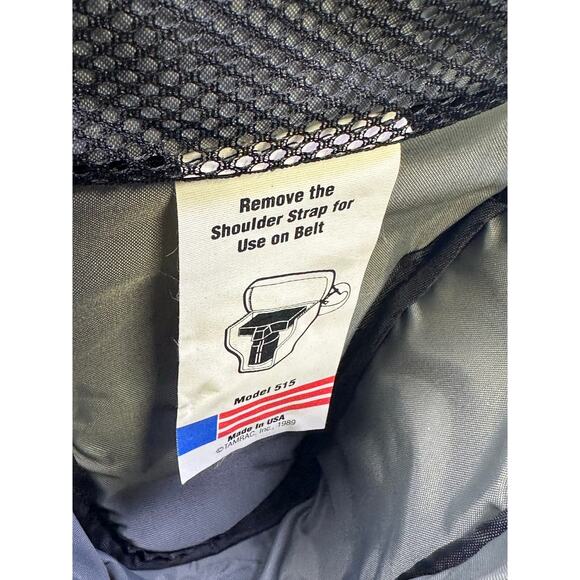 Remove the
Shoulder Strap for
Use on Belt
Model 515
Made In USA
©TAMRAC, Inc., 1989